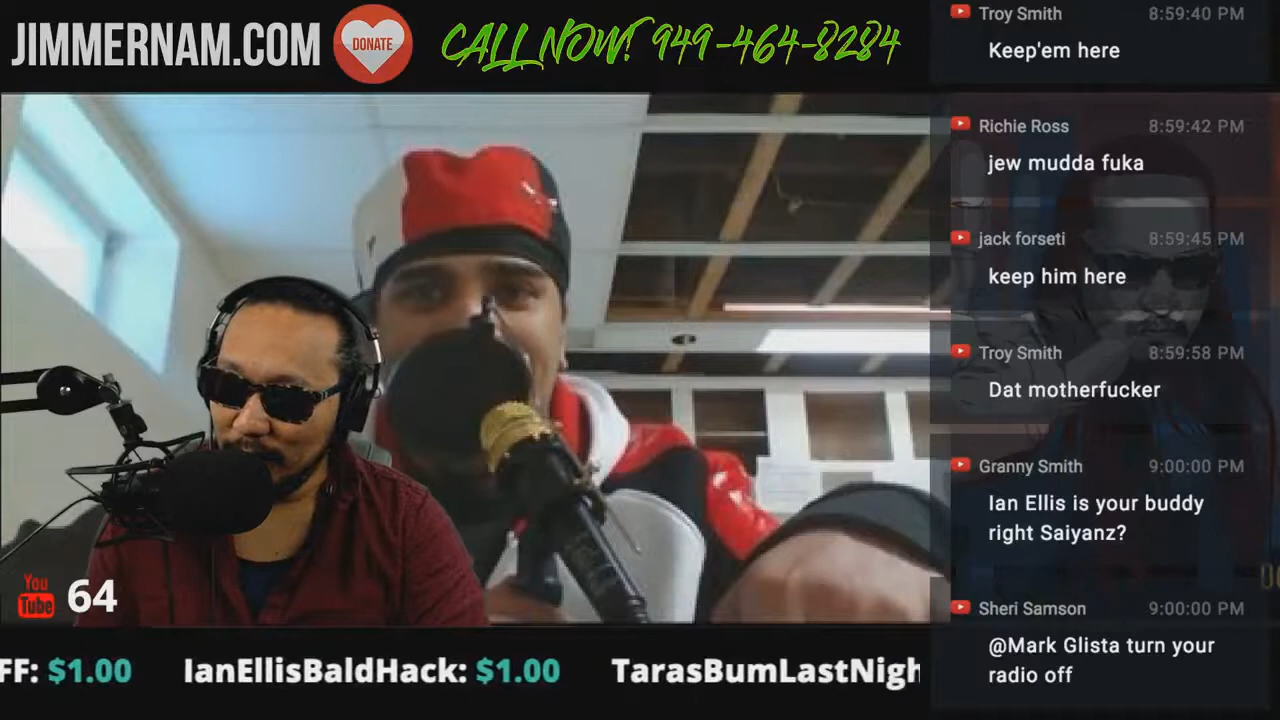 JIMMERNAM.COM
DONATE
CALL NOW! 949-464-8284
Troy Smith 8:59:40 PM
Keep'em here
Richie Ross 8:59:42 PM
jew mudda fuka
jack forseti 8:59:45 PM
keep him here
Troy Smith 8:59:58 PM
Dat motherfucker
Granny Smith 9:00:00 PM
Ian Ellis is your buddy
right Saiyanz?
Sheri Samson 9:00:00 PM
@Mark Glista turn your
radio off
You
Tube
64
FF: $1.00 IanEllisBaldHack: $1.00 TarasBumLastNigh